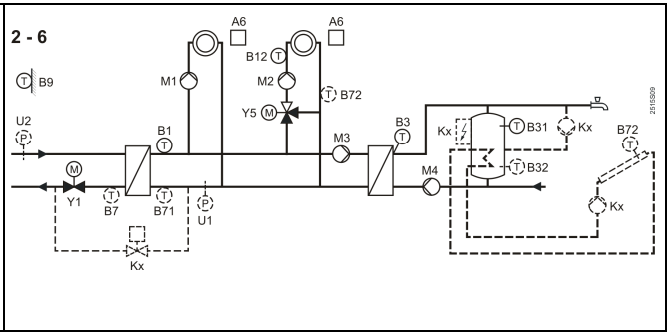 2 - 6
A6
A6
B12
T
T
B9
M1
M2
T
B72
U2
Y5
M
P
B1
T
B3
T
M3
Kx
T
B31
Kx
2515S09
B72
T
M
T
B32
Y1
T
B7
T
B71
P
U1
M4
Kx
Kx